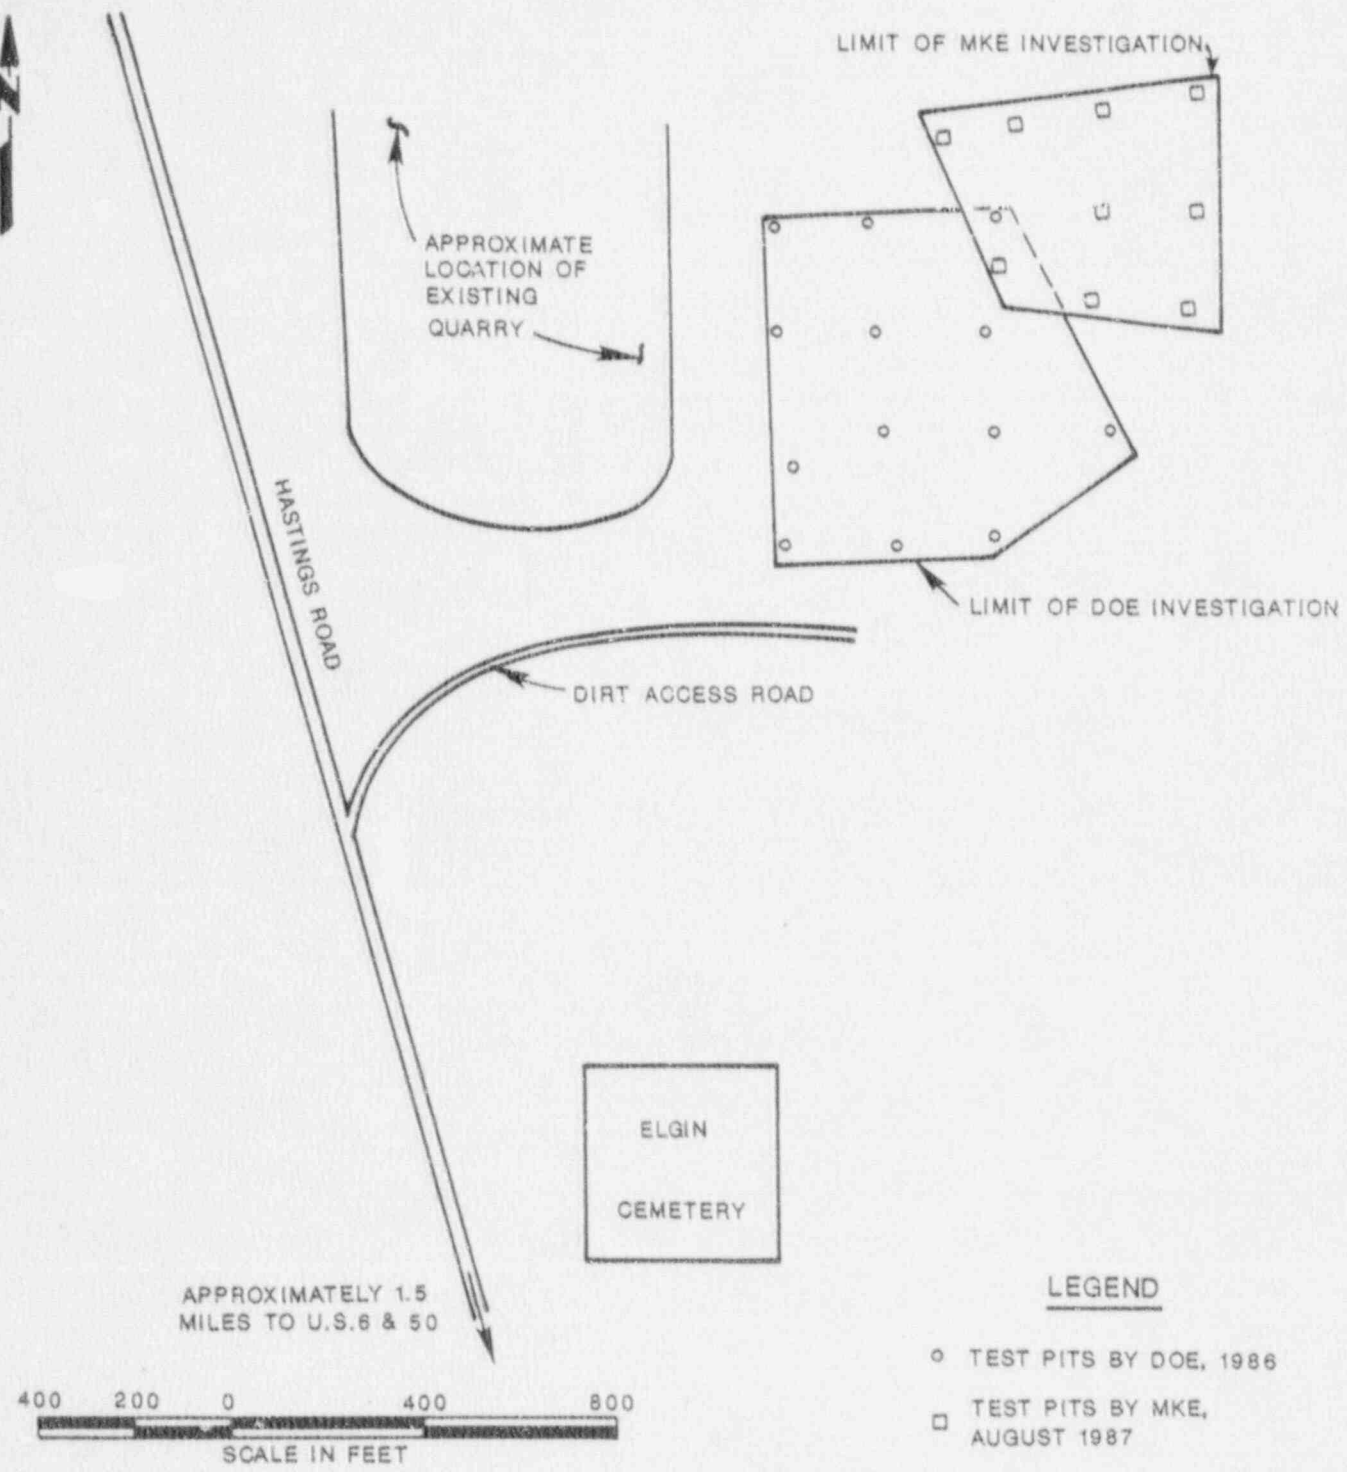 N
LIMIT OF MKE INVESTIGATION
APPROXIMATE
LOCATION OF
EXISTING
QUARRY
HASTINGS ROAD
LIMIT OF DOE INVESTIGATION
DIRT ACCESS ROAD
ELGIN
CEMETERY
APPROXIMATELY 1.5
MILES TO U.S.6 & 50
LEGEND
TEST PITS BY DOE, 1986
TEST PITS BY MKE,
AUGUST 1987
400 200 0 400 800
SCALE IN FEET